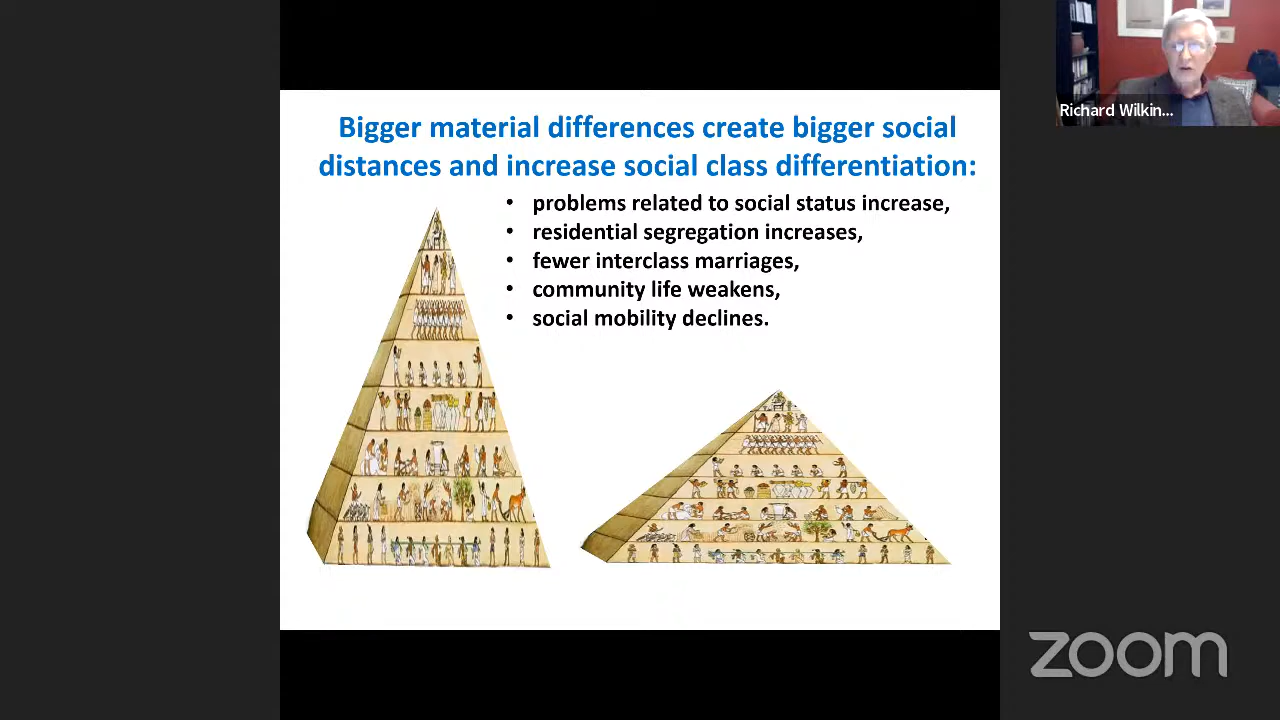 Richard Wilkin...
Bigger material differences create bigger social
distances and increase social class differentiation:
• problems related to social status increase,
• residential segregation increases,
• fewer interclass marriages,
• community life weakens,
• social mobility declines.
zoom